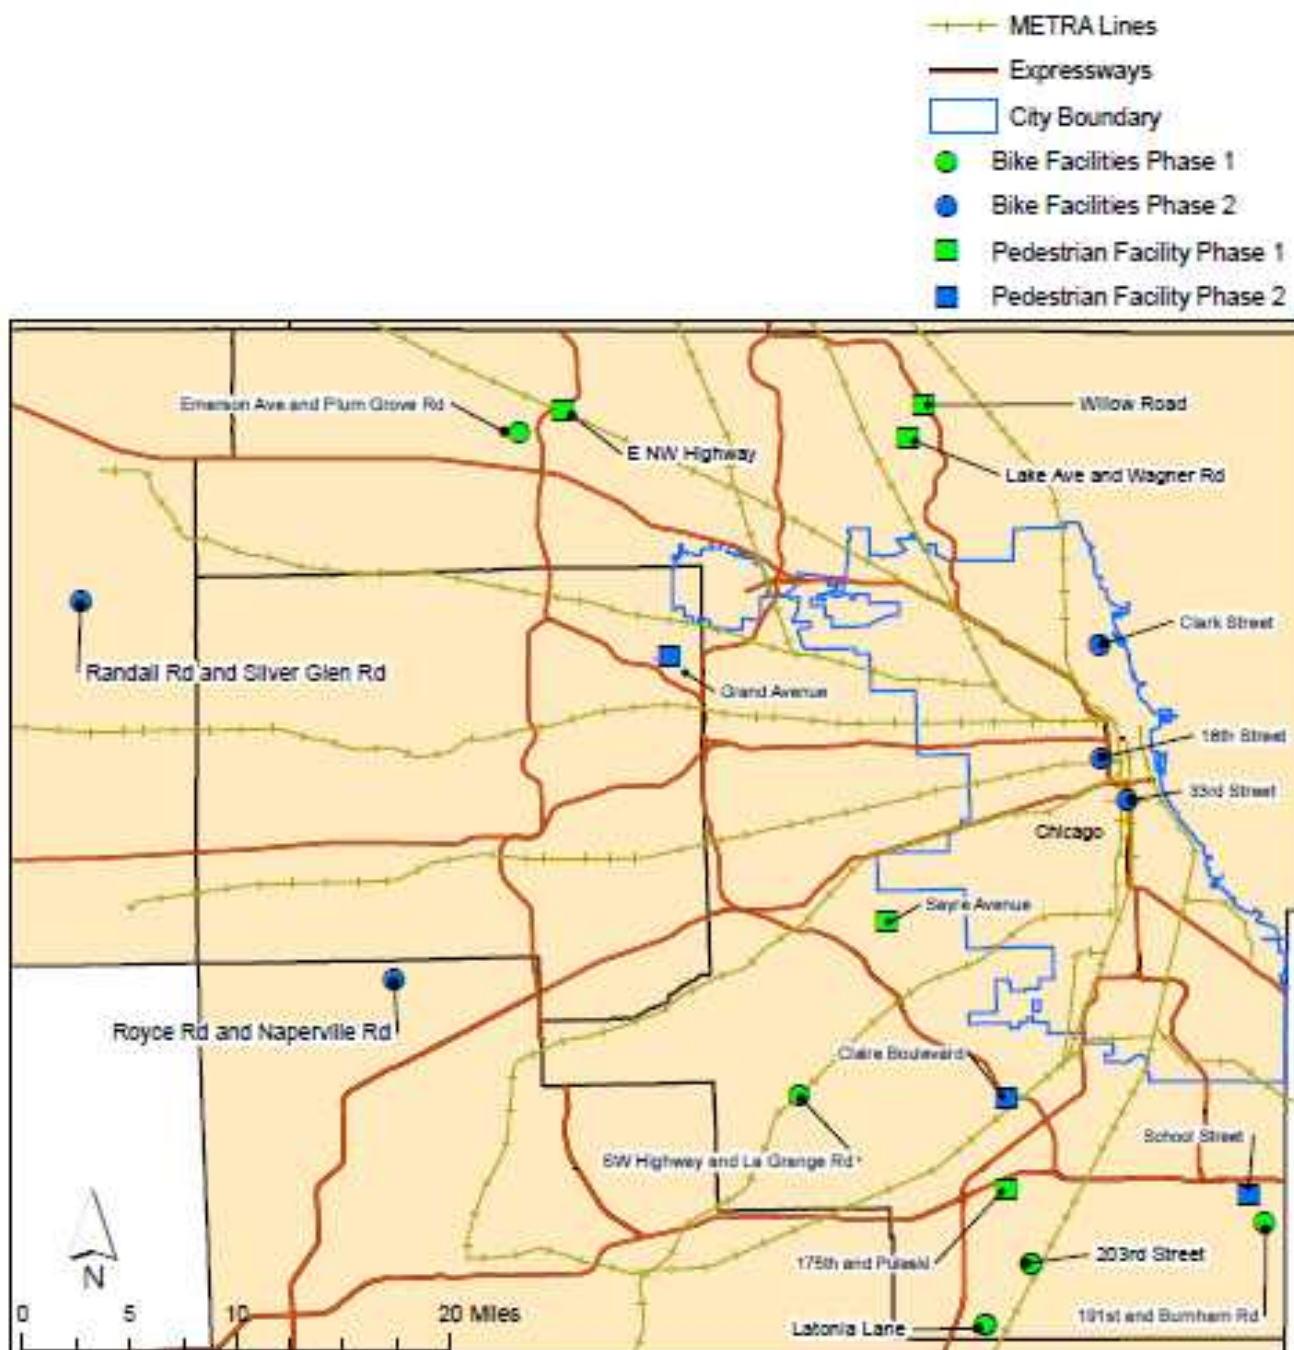 METRA Lines
Expressways
City Boundary
Bike Facilities Phase 1
Bike Facilities Phase 2
Pedestrian Facility Phase 1
Pedestrian Facility Phase 2
Emerson Ave and Plum Grove Rd
Willow Road
E NW Highway
Lake Ave and Wagner Rd
Clark Street
Randall Rd and Silver Glen Rd
Grand Avenue
18th Street
33rd Street
Chicago
Sayre Avenue
Royce Rd and Naperville Rd
Claire Boulevard
School Street
SW Highway and La Grange Rd
175th and Pulaski
203rd Street
N
0 5 10 20 Miles
191st and Burnham Rd
Latonia Lane